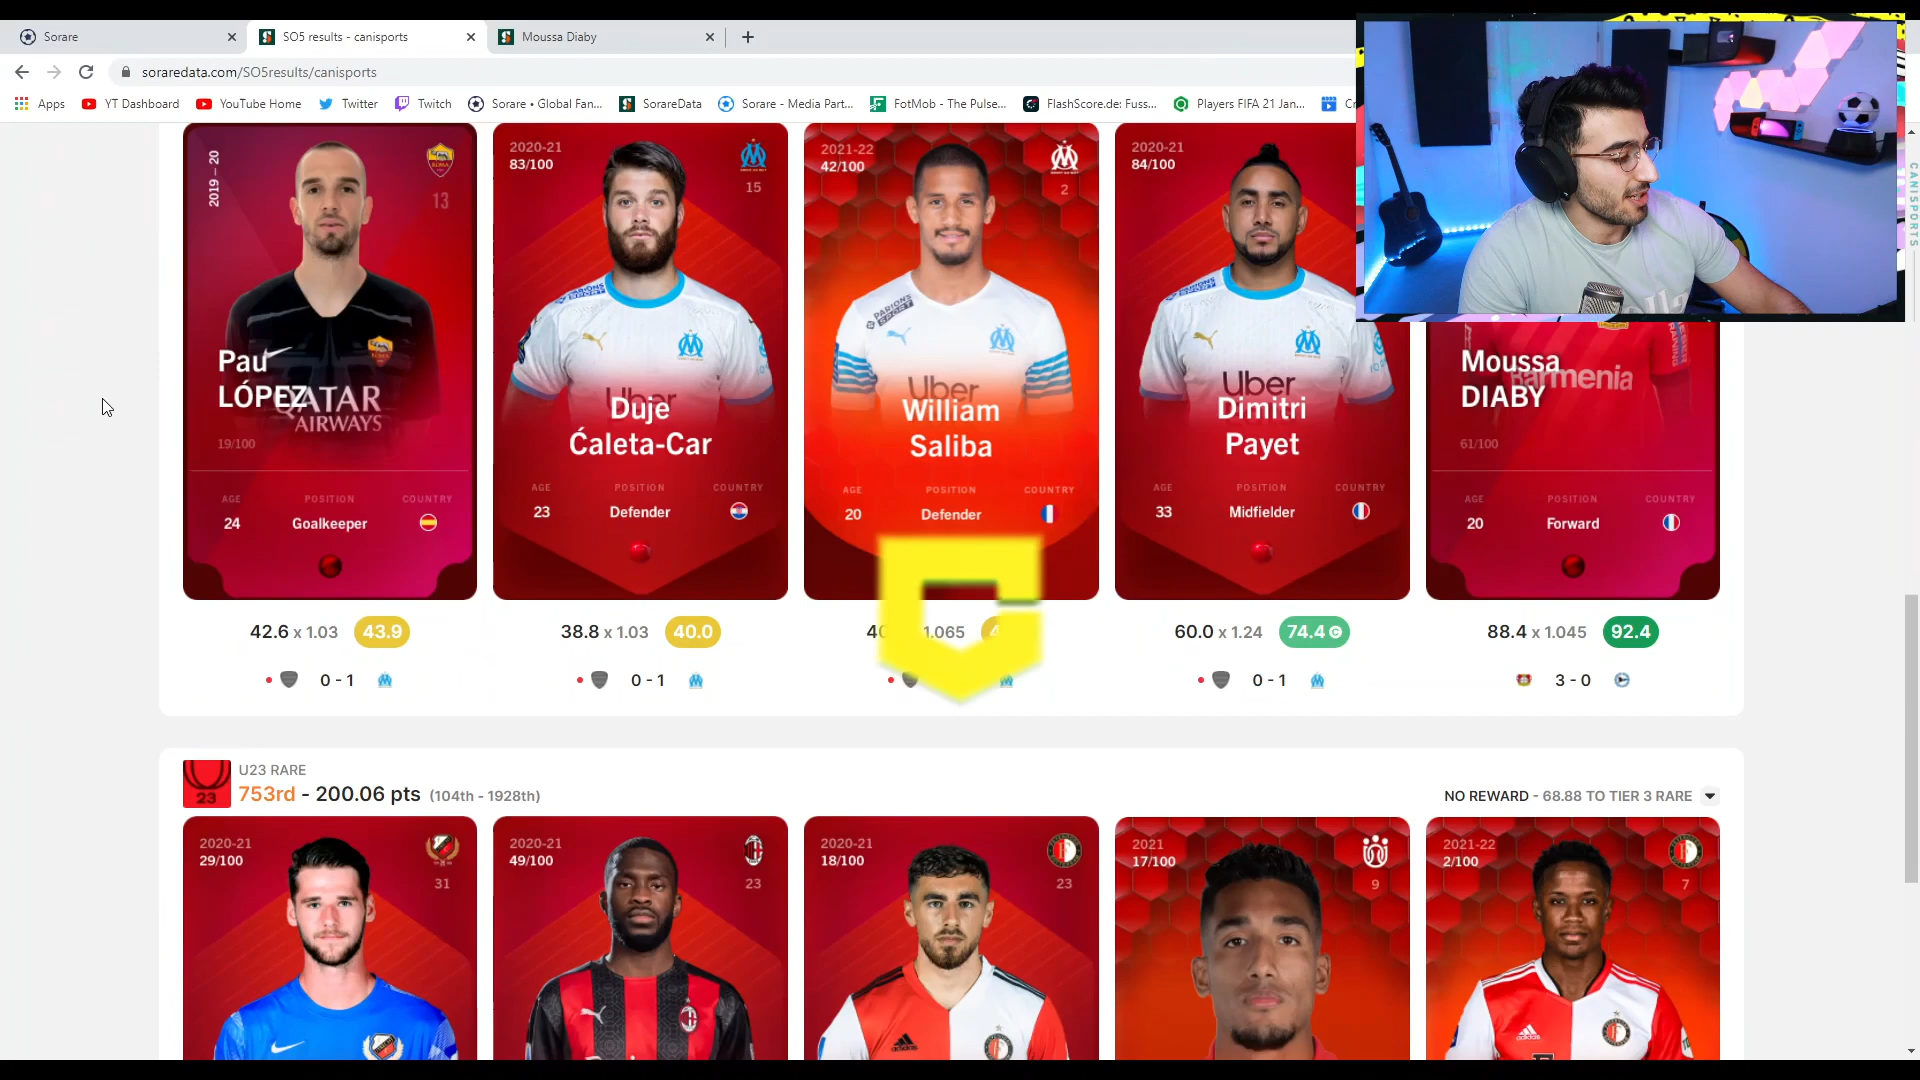 Sorare
SO5 results - canisports
Moussa Diaby
soraredata.com/SO5results/canisports
Apps
YT Dashboard
YouTube Home
Twitter
Twitch
Sorare • Global Fan...
SorareData
Sorare - Media Part...
FotMob - The Pulse...
FlashScore.de: Fuss...
Players FIFA 21 Jan...
CANISPORTS
2019 – 20
13
Pau
LÓPEZ
QATAR
AIRWAYS
19/100
AGE
POSITION
COUNTRY
24
Goalkeeper
2020-21
83/100
15
Uber
Duje
Ćaleta-Car
AGE
POSITION
COUNTRY
23
Defender
2021-22
42/100
2
PARIONS
SPORT
Uber
William
Saliba
AGE
POSITION
COUNTRY
20
Defender
2020-21
84/100
Uber
Dimitri
Payet
AGE
POSITION
COUNTRY
33
Midfielder
Moussa
DIABY
Barmenia
61/100
AGE
POSITION
COUNTRY
20
Forward
42.6 x 1.03 43.9
38.8 x 1.03 40.0
1.065
60.0 x 1.24 74.4 C
88.4 x 1.045 92.4
0 - 1
0 - 1
0 - 1
3 - 0
23
U23 RARE
753rd - 200.06 pts (104th - 1928th)
NO REWARD - 68.88 TO TIER 3 RARE
2020-21
29/100
31
2020-21
49/100
23
2020-21
18/100
23
2021
17/100
9
2021-22
2/100
7
adidas